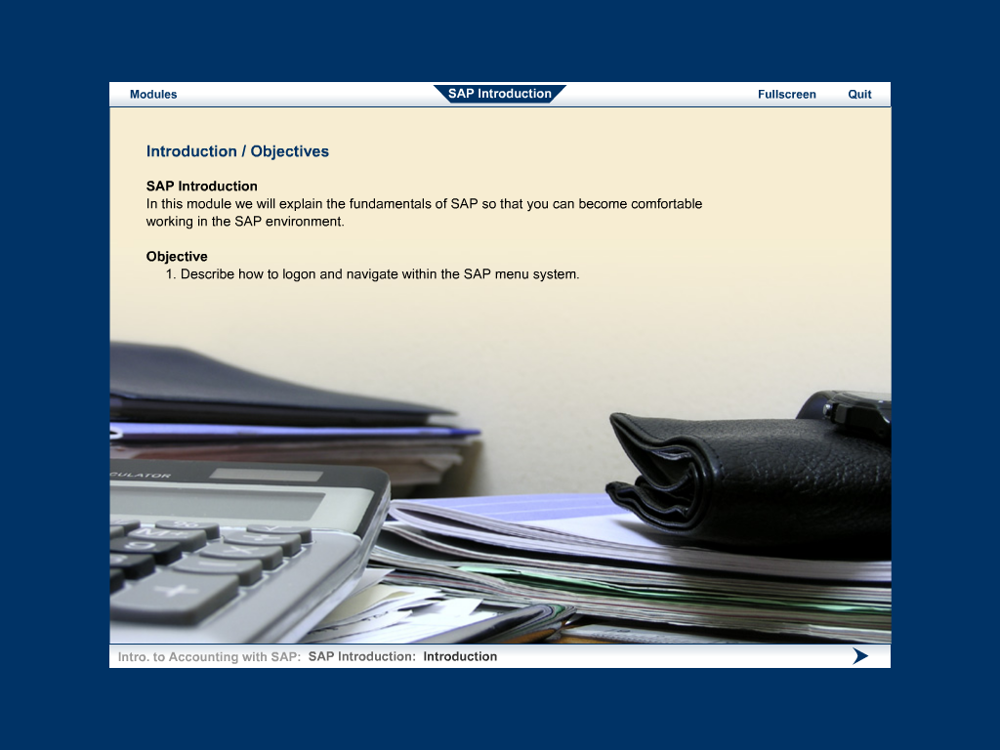 Modules SAP Introduction Fullscreen Quit
Introduction / Objectives
SAP Introduction
In this module we will explain the fundamentals of SAP so that you can become comfortable
working in the SAP environment.
Objective
1. Describe how to logon and navigate within the SAP menu system.
CULATOR
M+
%
9
X
+
Intro. to Accounting with SAP: SAP Introduction: Introduction